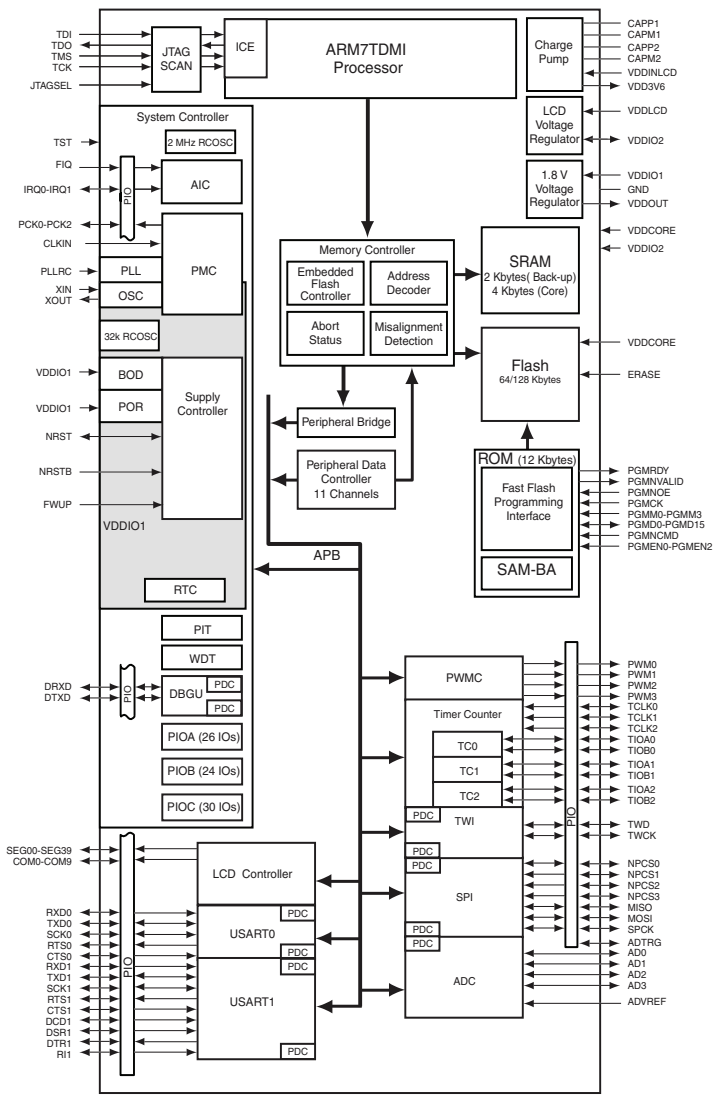 TDI
TDO
TMS
TCK
JTAGSEL
JTAG
SCAN
ICE
ARM7TDMI
Processor
Charge
Pump
CAPP1
CAPM1
CAPP2
CAPM2
VDDINLCD
VDD3V6
LCD
Voltage
Regulator
VDDLCD
VDDIO2
1.8 V
Voltage
Regulator
VDDIO1
GND
VDDOUT
VDDCORE
VDDIO2
System Controller
TST
2 MHz RCOSC
FIQ
IRQ0-IRQ1
PIO
AIC
PCK0-PCK2
CLKIN
PMC
PLLRC
PLL
XIN
XOUT
OSC
32k RCOSC
VDDIO1
BOD
VDDIO1
POR
Supply
Controller
NRST
NRSTB
FWUP
VDDIO1
RTC
Memory Controller
Embedded
Flash
Controller
Address
Decoder
Abort
Status
Misalignment
Detection
SRAM
2 Kbytes( Back-up)
4 Kbytes (Core)
Flash
64/128 Kbytes
VDDCORE
ERASE
Peripheral Bridge
Peripheral Data
Controller
11 Channels
ROM (12 Kbytes)
Fast Flash
Programming
Interface
SAM-BA
PGMRDY
PGMNVALID
PGMNOE
PGMCK
PGMM0-PGMM3
PGMD0-PGMD15
PGMNCMD
PGMEN0-PGMEN2
APB
PIT
WDT
DRXD
DTXD
PIO
DBGU
PDC
PDC
PIOA (26 IOs)
PIOB (24 IOs)
PIOC (30 IOs)
PWMC
Timer Counter
TC0
TC1
TC2
PDC
TWI
PDC
PDC
SPI
PDC
PDC
ADC
PIO
PWM0
PWM1
PWM2
PWM3
TCLK0
TCLK1
TCLK2
TIOA0
TIOB0
TIOA1
TIOB1
TIOA2
TIOB2
TWD
TWCK
NPCS0
NPCS1
NPCS2
NPCS3
MISO
MOSI
SPCK
ADTRG
AD0
AD1
AD2
AD3
ADVREF
SEG00-SEG39
COM0-COM9
LCD Controller
RXD0
TXD0
SCK0
RTS0
CTS0
RXD1
TXD1
SCK1
RTS1
CTS1
DCD1
DSR1
DTR1
RI1
PIO
PDC
USART0
PDC
PDC
USART1
PDC